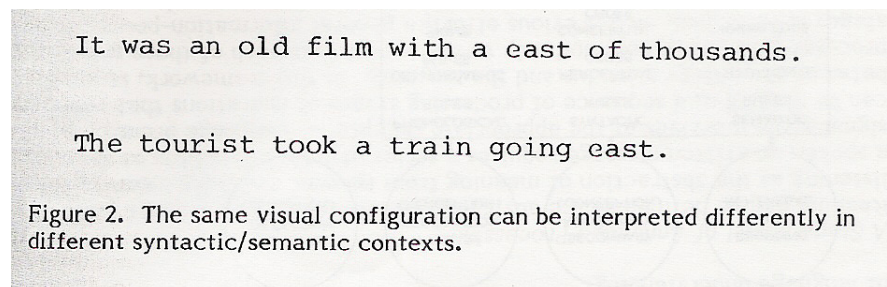 It was an old film with a east of thousands.
The tourist took a train going east.
Figure 2. The same visual configuration can be interpreted differently in
different syntactic/semantic contexts.